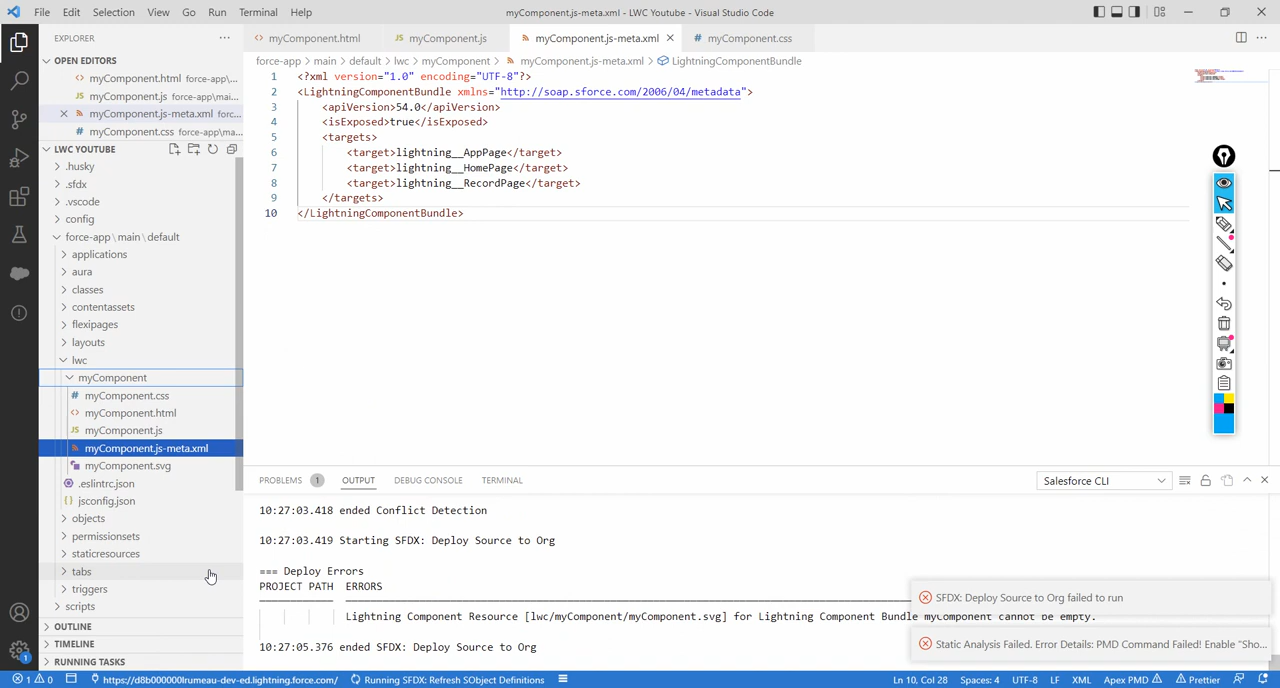 File Edit Selection View Go Run Terminal Help
myComponent.js-meta.xml - LWC Youtube - Visual Studio Code
EXPLORER
OPEN EDITORS
myComponent.html force-app\...
myComponent.js force-app\mai...
myComponent.js-meta.xml forc...
myComponent.css force-app\ma...
LWC YOUTUBE
.husky
.sfdx
.vscode
config
force-app\main\default
applications
aura
classes
contentassets
flexipages
layouts
lwc
myComponent
myComponent.css
myComponent.html
myComponent.js
myComponent.js-meta.xml
myComponent.svg
.eslintrc.json
jsconfig.json
objects
permissionsets
staticresources
tabs
triggers
scripts
OUTLINE
TIMELINE
RUNNING TASKS
myComponent.html myComponent.js myComponent.js-meta.xml myComponent.css
force-app > main > default > lwc > myComponent > myComponent.js-meta.xml > LightningComponentBundle
1 <?xml version="1.0" encoding="UTF-8"?>
2 <LightningComponentBundle xmlns="http://soap.sforce.com/2006/04/metadata">
3 <apiVersion>54.0</apiVersion>
4 <isExposed>true</isExposed>
5 <targets>
6 <target>lightning__AppPage</target>
7 <target>lightning__HomePage</target>
8 <target>lightning__RecordPage</target>
9 </targets>
10 </LightningComponentBundle>
PROBLEMS 1 OUTPUT DEBUG CONSOLE TERMINAL
Salesforce CLI
10:27:03.418 ended Conflict Detection
10:27:03.419 Starting SFDX: Deploy Source to Org
=== Deploy Errors
PROJECT PATH ERRORS
Lightning Component Resource [lwc/myComponent/myComponent.svg] for Lightning Component Bundle myComponent cannot be empty.
10:27:05.376 ended SFDX: Deploy Source to Org
SFDX: Deploy Source to Org failed to run
Static Analysis Failed. Error Details: PMD Command Failed! Enable "Sho...
1
1 0 https://d8b000000lrumeau-dev-ed.lightning.force.com/ Running SFDX: Refresh SObject Definitions Ln 10, Col 28 Spaces: 4 UTF-8 LF XML Apex PMD Prettier